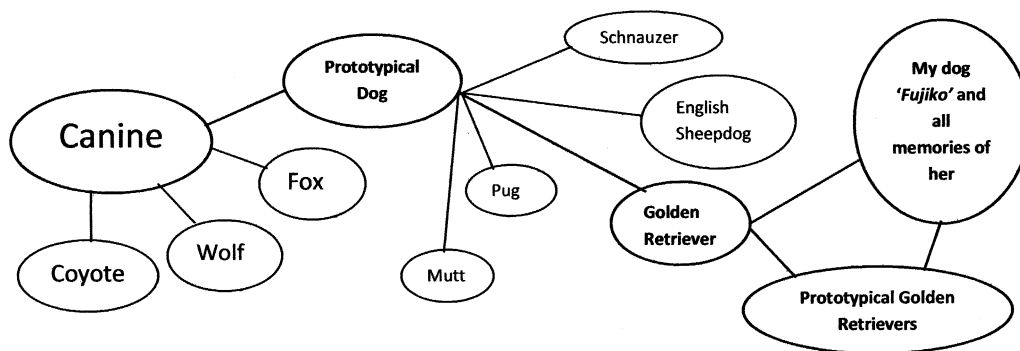 Canine
Prototypical
Dog
Schnauzer
English
Sheepdog
Fox
Wolf
Coyote
Pug
Mutt
Golden
Retriever
My dog
‘Fujiko’ and
all
memories of
her
Prototypical Golden
Retrievers